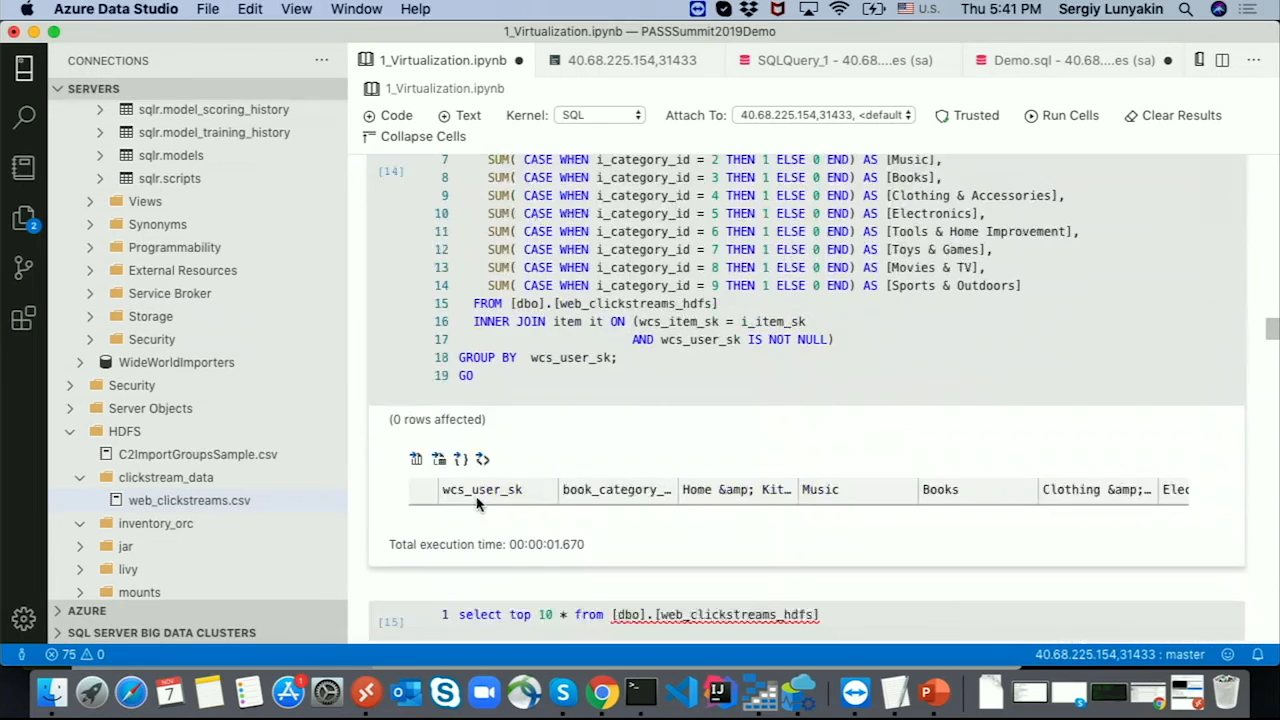 Azure Data Studio File Edit View Window Help U.S. Thu 5:41 PM Sergiy Lunyakin
1_Virtualization.ipynb — PASSSummit2019Demo
CONNECTIONS ...
1_Virtualization.ipynb ● 40.68.225.154,31433 SQLQuery_1 - 40.68....es (sa) Demo.sql - 40.68....es (sa) ●
SERVERS
1_Virtualization.ipynb
sqlr.model_scoring_history
Code Text Kernel: SQL Attach To: 40.68.225.154,31433, <default Trusted Run Cells Clear Results
sqlr.model_training_history
Collapse Cells
sqlr.models
sqlr.scripts
Views
Synonyms
Programmability
External Resources
Service Broker
Storage
Security
WideWorldImporters
Security
Server Objects
HDFS
C2ImportGroupsSample.csv
clickstream_data
web_clickstreams.csv
inventory_orc
jar
livy
mounts
AZURE
SQL SERVER BIG DATA CLUSTERS
2
[14]
7 SUM( CASE WHEN i_category_id = 2 THEN 1 ELSE 0 END) AS [Music],
8 SUM( CASE WHEN i_category_id = 3 THEN 1 ELSE 0 END) AS [Books],
9 SUM( CASE WHEN i_category_id = 4 THEN 1 ELSE 0 END) AS [Clothing & Accessories],
10 SUM( CASE WHEN i_category_id = 5 THEN 1 ELSE 0 END) AS [Electronics],
11 SUM( CASE WHEN i_category_id = 6 THEN 1 ELSE 0 END) AS [Tools & Home Improvement],
12 SUM( CASE WHEN i_category_id = 7 THEN 1 ELSE 0 END) AS [Toys & Games],
13 SUM( CASE WHEN i_category_id = 8 THEN 1 ELSE 0 END) AS [Movies & TV],
14 SUM( CASE WHEN i_category_id = 9 THEN 1 ELSE 0 END) AS [Sports & Outdoors]
15 FROM [dbo].[web_clickstreams_hdfs]
16 INNER JOIN item it ON (wcs_item_sk = i_item_sk
17 AND wcs_user_sk IS NOT NULL)
18 GROUP BY wcs_user_sk;
19 GO
(0 rows affected)
wcs_user_sk book_category_... Home &amp; Kit... Music Books Clothing &amp;... Elec
Total execution time: 00:00:01.670
[15]
1 select top 10 * from [dbo].[web_clickstreams_hdfs]
75 0 40.68.225.154,31433 : master
NOV 7 1